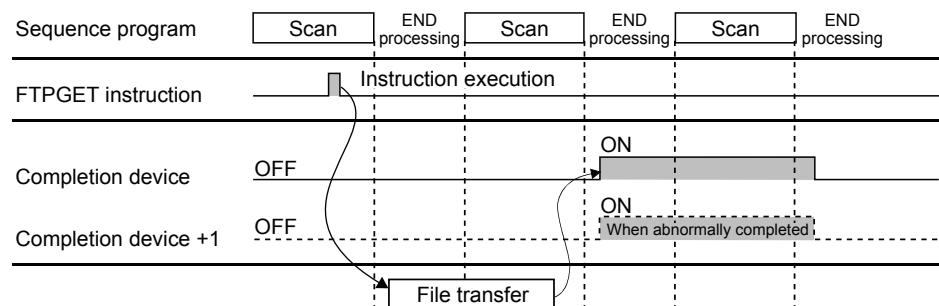 Sequence program
Scan
END
processing
Scan
END
processing
Scan
END
processing
FTPGET instruction
Instruction execution
Completion device
OFF
ON
Completion device +1
OFF
ON
When abnormally completed
File transfer